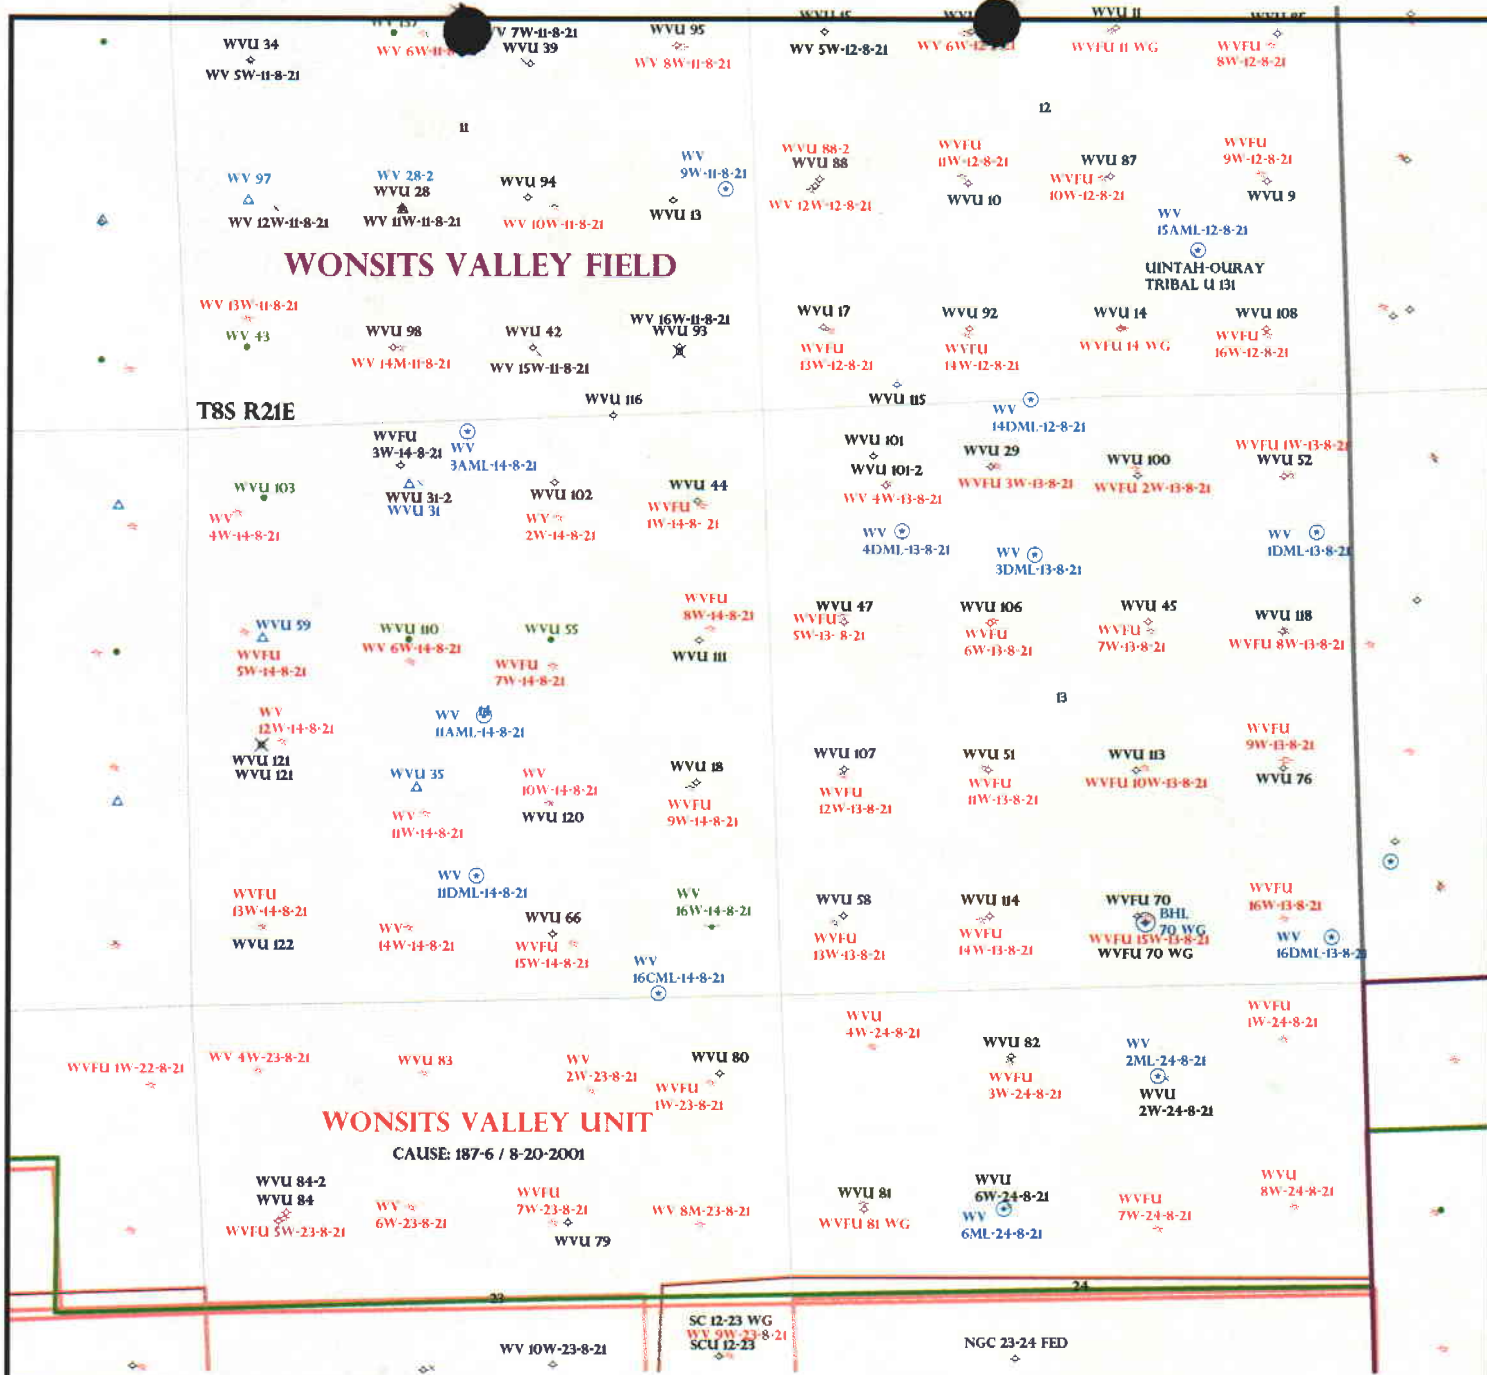 WVU 34
WV 5W-11-8-21
WV 7W-11-8-21
WVU 39
WVU 95
WV 8W-11-8-21
WV 5W-12-8-21
WVU 11
WVFU 11 WG
WVFU
8W-12-8-21
11
12
WV 97
WV 12W-11-8-21
WV 28-2
WVU 28
WV 11W-11-8-21
WVU 94
WV 10W-11-8-21
WV
9W-11-8-21
WVU 13
WVU 88-2
WVU 88
WV 12W-12-8-21
WVFU
11W-12-8-21
WVU 10
WVU 87
WVFU
10W-12-8-21
WVFU
9W-12-8-21
WVU 9
WV
15AML-12-8-21
UINTAH-OURAY
TRIBAL U 131
WONSITS VALLEY FIELD
WV 13W-11-8-21
WV 43
WVU 98
WV 14M-11-8-21
WVU 42
WV 15W-11-8-21
WV 16W-11-8-21
WVU 93
WVU 17
WVFU
13W-12-8-21
WVU 92
WVFU
14W-12-8-21
WVU 14
WVFU 14 WG
WVU 108
WVFU
16W-12-8-21
T8S R21E
WVU 116
WVU 115
WV
14DML-12-8-21
WVFU
3W-14-8-21
WV
3AML-14-8-21
WVU 103
WV
4W-14-8-21
WVU 31-2
WVU 31
WVU 102
WV
2W-14-8-21
WVU 44
WVFU
1W-14-8- 21
WVU 101
WVU 101-2
WV 4W-13-8-21
WVU 29
WVFU 3W-13-8-21
WVU 100
WVFU 2W-13-8-21
WVFU 1W-13-8-21
WVU 52
WV
4DML-13-8-21
WV
3DML-13-8-21
WV
1DML-13-8-21
WVU 59
WVFU
5W-14-8-21
WVU 110
WV 6W-14-8-21
WVU 55
WVFU
7W-14-8-21
WVFU
8W-14-8-21
WVU 111
WVU 47
WVFU
5W-13- 8-21
WVU 106
WVFU
6W-13-8-21
WVU 45
WVFU
7W-13-8-21
WVU 118
WVFU 8W-13-8-21
13
WV
12W-14-8-21
WVU 121
WVU 121
WV
11AML-14-8-21
14
WVU 35
WV
11W-14-8-21
WV
10W-14-8-21
WVU 120
WVU 18
WVFU
9W-14-8-21
WVU 107
WVFU
12W-13-8-21
WVU 51
WVFU
11W-13-8-21
WVU 113
WVFU 10W-13-8-21
WVFU
9W-13-8-21
WVU 76
WV
11DML-14-8-21
WVFU
13W-14-8-21
WVU 122
WV
14W-14-8-21
WVU 66
WVFU
15W-14-8-21
WV
16W-14-8-21
WV
16CML-14-8-21
WVU 58
WVFU
13W-13-8-21
WVU 114
WVFU
14W-13-8-21
WVFU 70
BHL
70 WG
WVFU 15W-13-8-21
WVFU 70 WG
WVFU
16W-13-8-21
WV
16DML-13-8-21
WVFU 1W-22-8-21
WV 4W-23-8-21
WVU 83
WV
2W-23-8-21
WVU 80
WVFU
1W-23-8-21
WVU
4W-24-8-21
WVU 82
WVFU
3W-24-8-21
WV
2ML-24-8-21
WVU
2W-24-8-21
WVFU
1W-24-8-21
WONSITS VALLEY UNIT
CAUSE: 187-6 / 8-20-2001
WVU 84-2
WVU 84
WVFU 5W-23-8-21
WV
6W-23-8-21
WVFU
7W-23-8-21
WVU 79
WV 8M-23-8-21
WVU 81
WVFU 81 WG
WVU
6W-24-8-21
WV
6ML-24-8-21
WVFU
7W-24-8-21
WVU
8W-24-8-21
23
24
WV 10W-23-8-21
SC 12-23 WG
WV 9W-23-8-21
SCU 12-23
NGC 23-24 FED